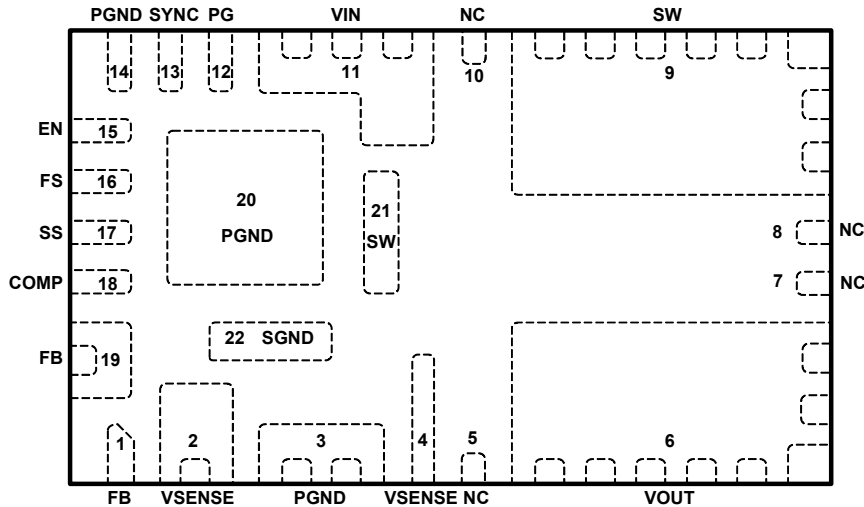 PGND SYNC PG VIN NC SW
14 13 12 11 10 9
EN 15
FS 16
20
PGND
21
SW
SS 17
8 NC
COMP 18
7 NC
22 SGND
FB 19
1 2 3 4 5 6
FB VSENSE PGND VSENSE NC VOUT